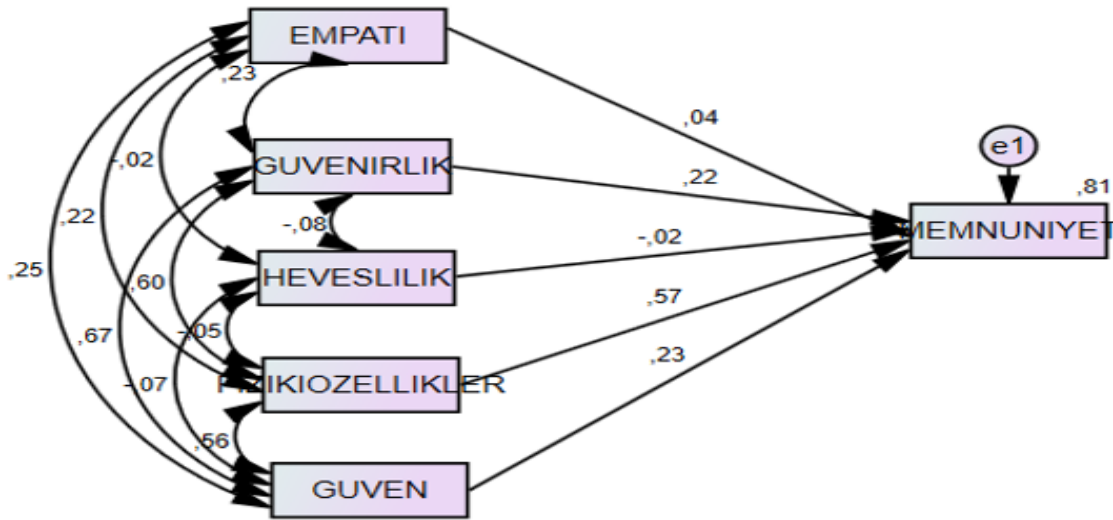 EMPATI
,23
,04
e1
GUVENIRLIK
,22
,81
-,02
MEMNUNIYET
-,08
-,02
,22
HEVESLILIK
,25
,60
,57
-,05
,67
,23
-,07
FIZIKIOZELLIKLER
,56
GUVEN